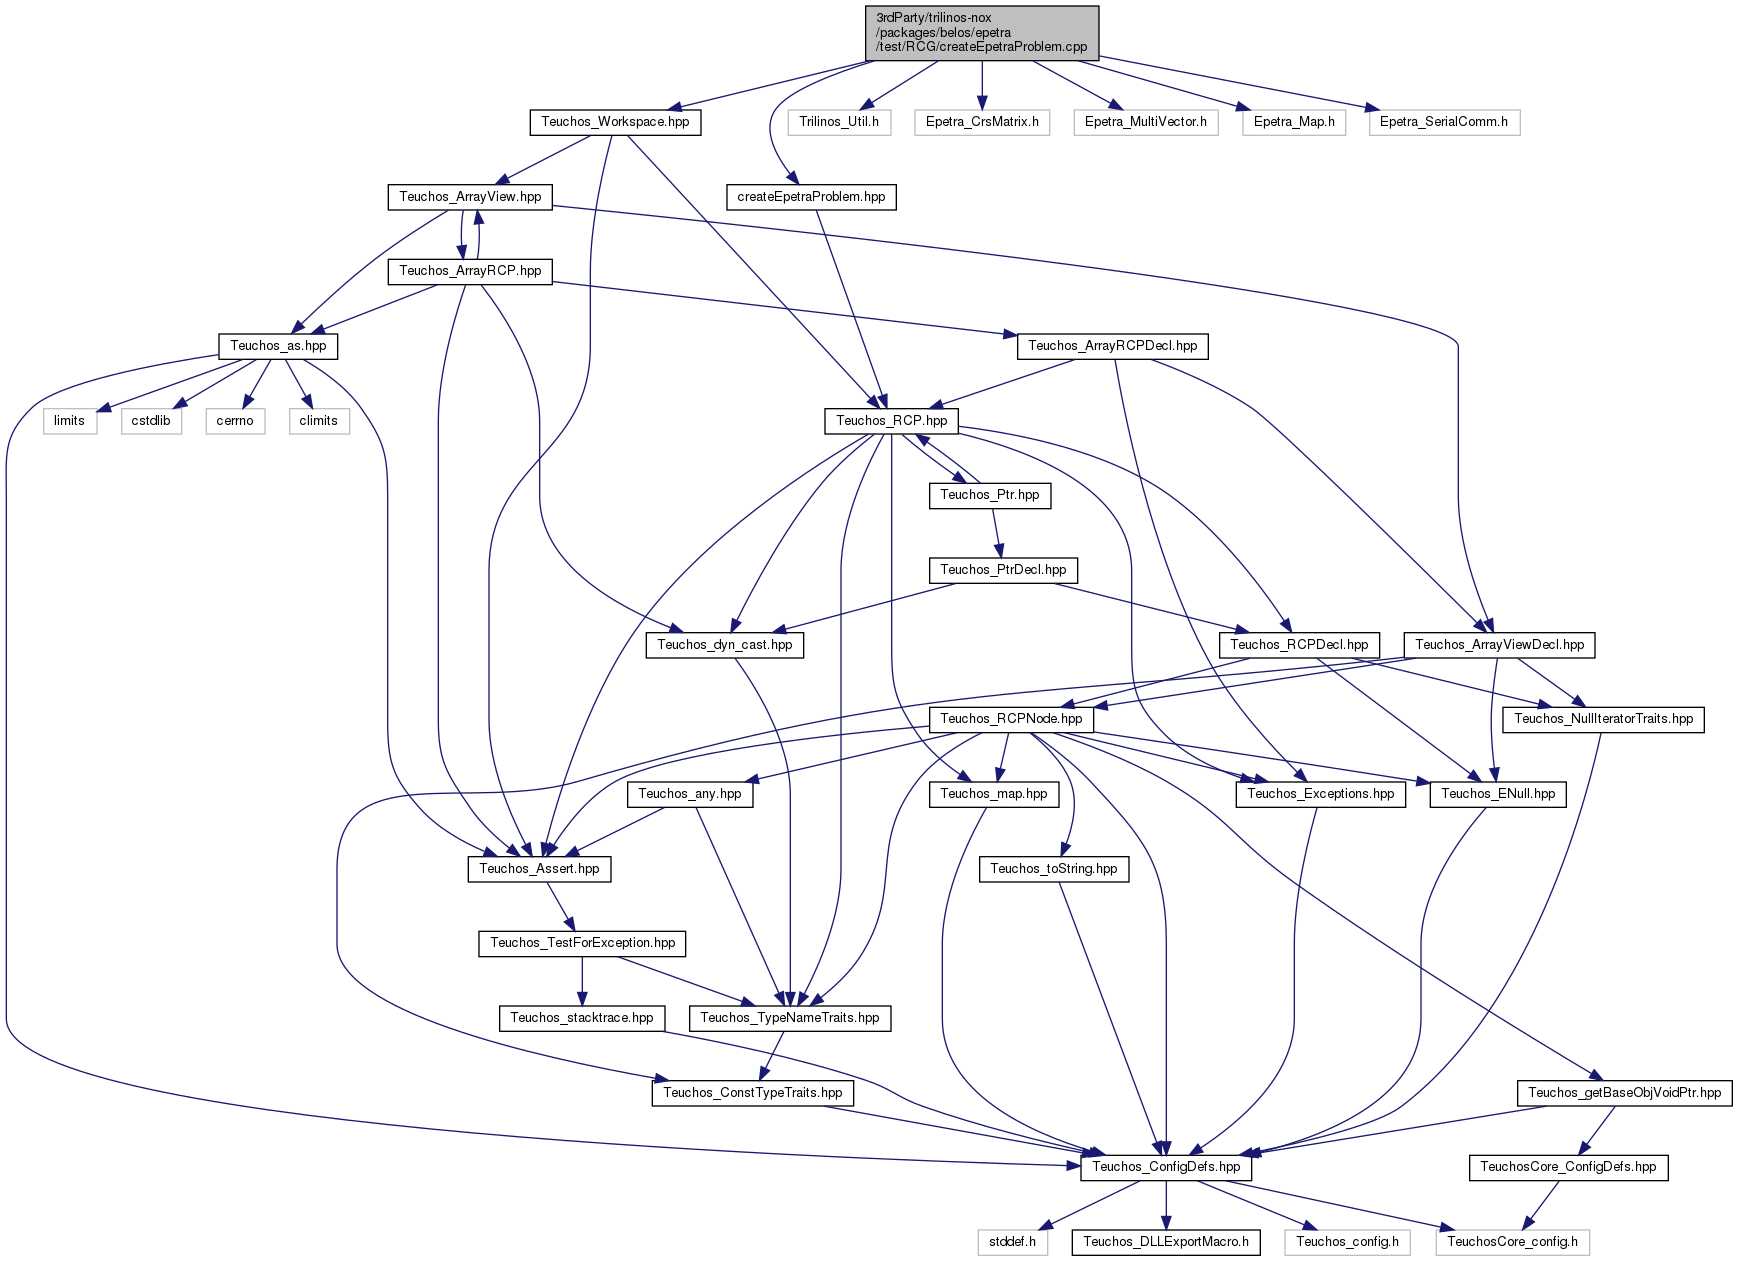 3rdParty/trilinos-nox
/packages/belos/epetra
/test/RCG/createEpetraProblem.cpp
Teuchos_Workspace.hpp
Trilinos_Util.h
Epetra_CrsMatrix.h
Epetra_MultiVector.h
Epetra_Map.h
Epetra_SerialComm.h
Teuchos_ArrayView.hpp
createEpetraProblem.hpp
Teuchos_ArrayRCP.hpp
Teuchos_as.hpp
Teuchos_ArrayRCPDecl.hpp
limits
cstdlib
cerrno
climits
Teuchos_RCP.hpp
Teuchos_Ptr.hpp
Teuchos_PtrDecl.hpp
Teuchos_dyn_cast.hpp
Teuchos_RCPDecl.hpp
Teuchos_ArrayViewDecl.hpp
Teuchos_RCPNode.hpp
Teuchos_NullIteratorTraits.hpp
Teuchos_any.hpp
Teuchos_map.hpp
Teuchos_Exceptions.hpp
Teuchos_ENull.hpp
Teuchos_Assert.hpp
Teuchos_toString.hpp
Teuchos_TestForException.hpp
Teuchos_stacktrace.hpp
Teuchos_TypeNameTraits.hpp
Teuchos_ConstTypeTraits.hpp
Teuchos_getBaseObjVoidPtr.hpp
Teuchos_ConfigDefs.hpp
TeuchosCore_ConfigDefs.hpp
stddef.h
Teuchos_DLLExportMacro.h
Teuchos_config.h
TeuchosCore_config.h